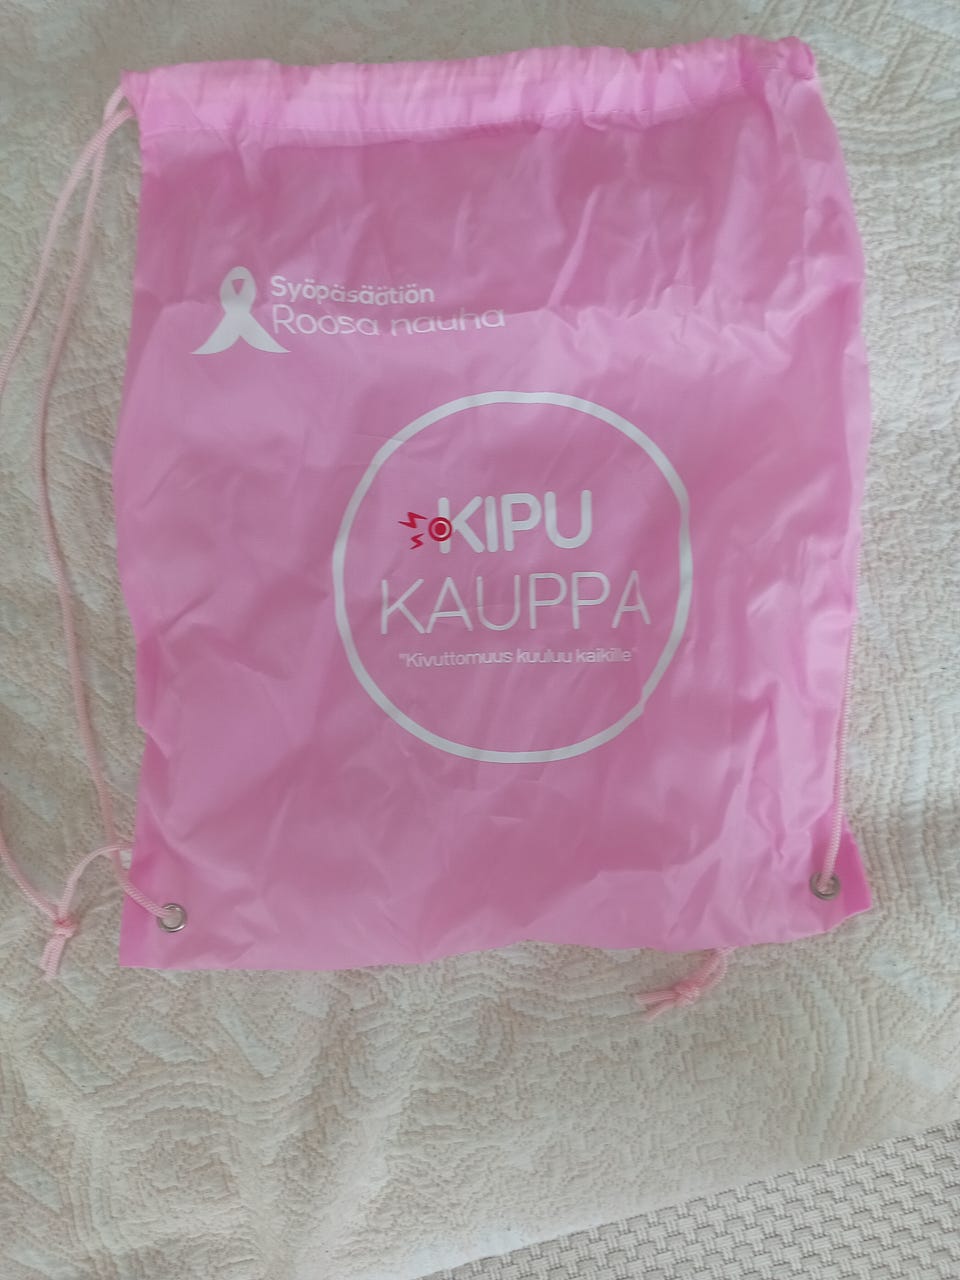 Syöpäsäätiön
Roosa nauha
KIPU
KAUPPA
"Kivuttomuus kuuluu kaikille"